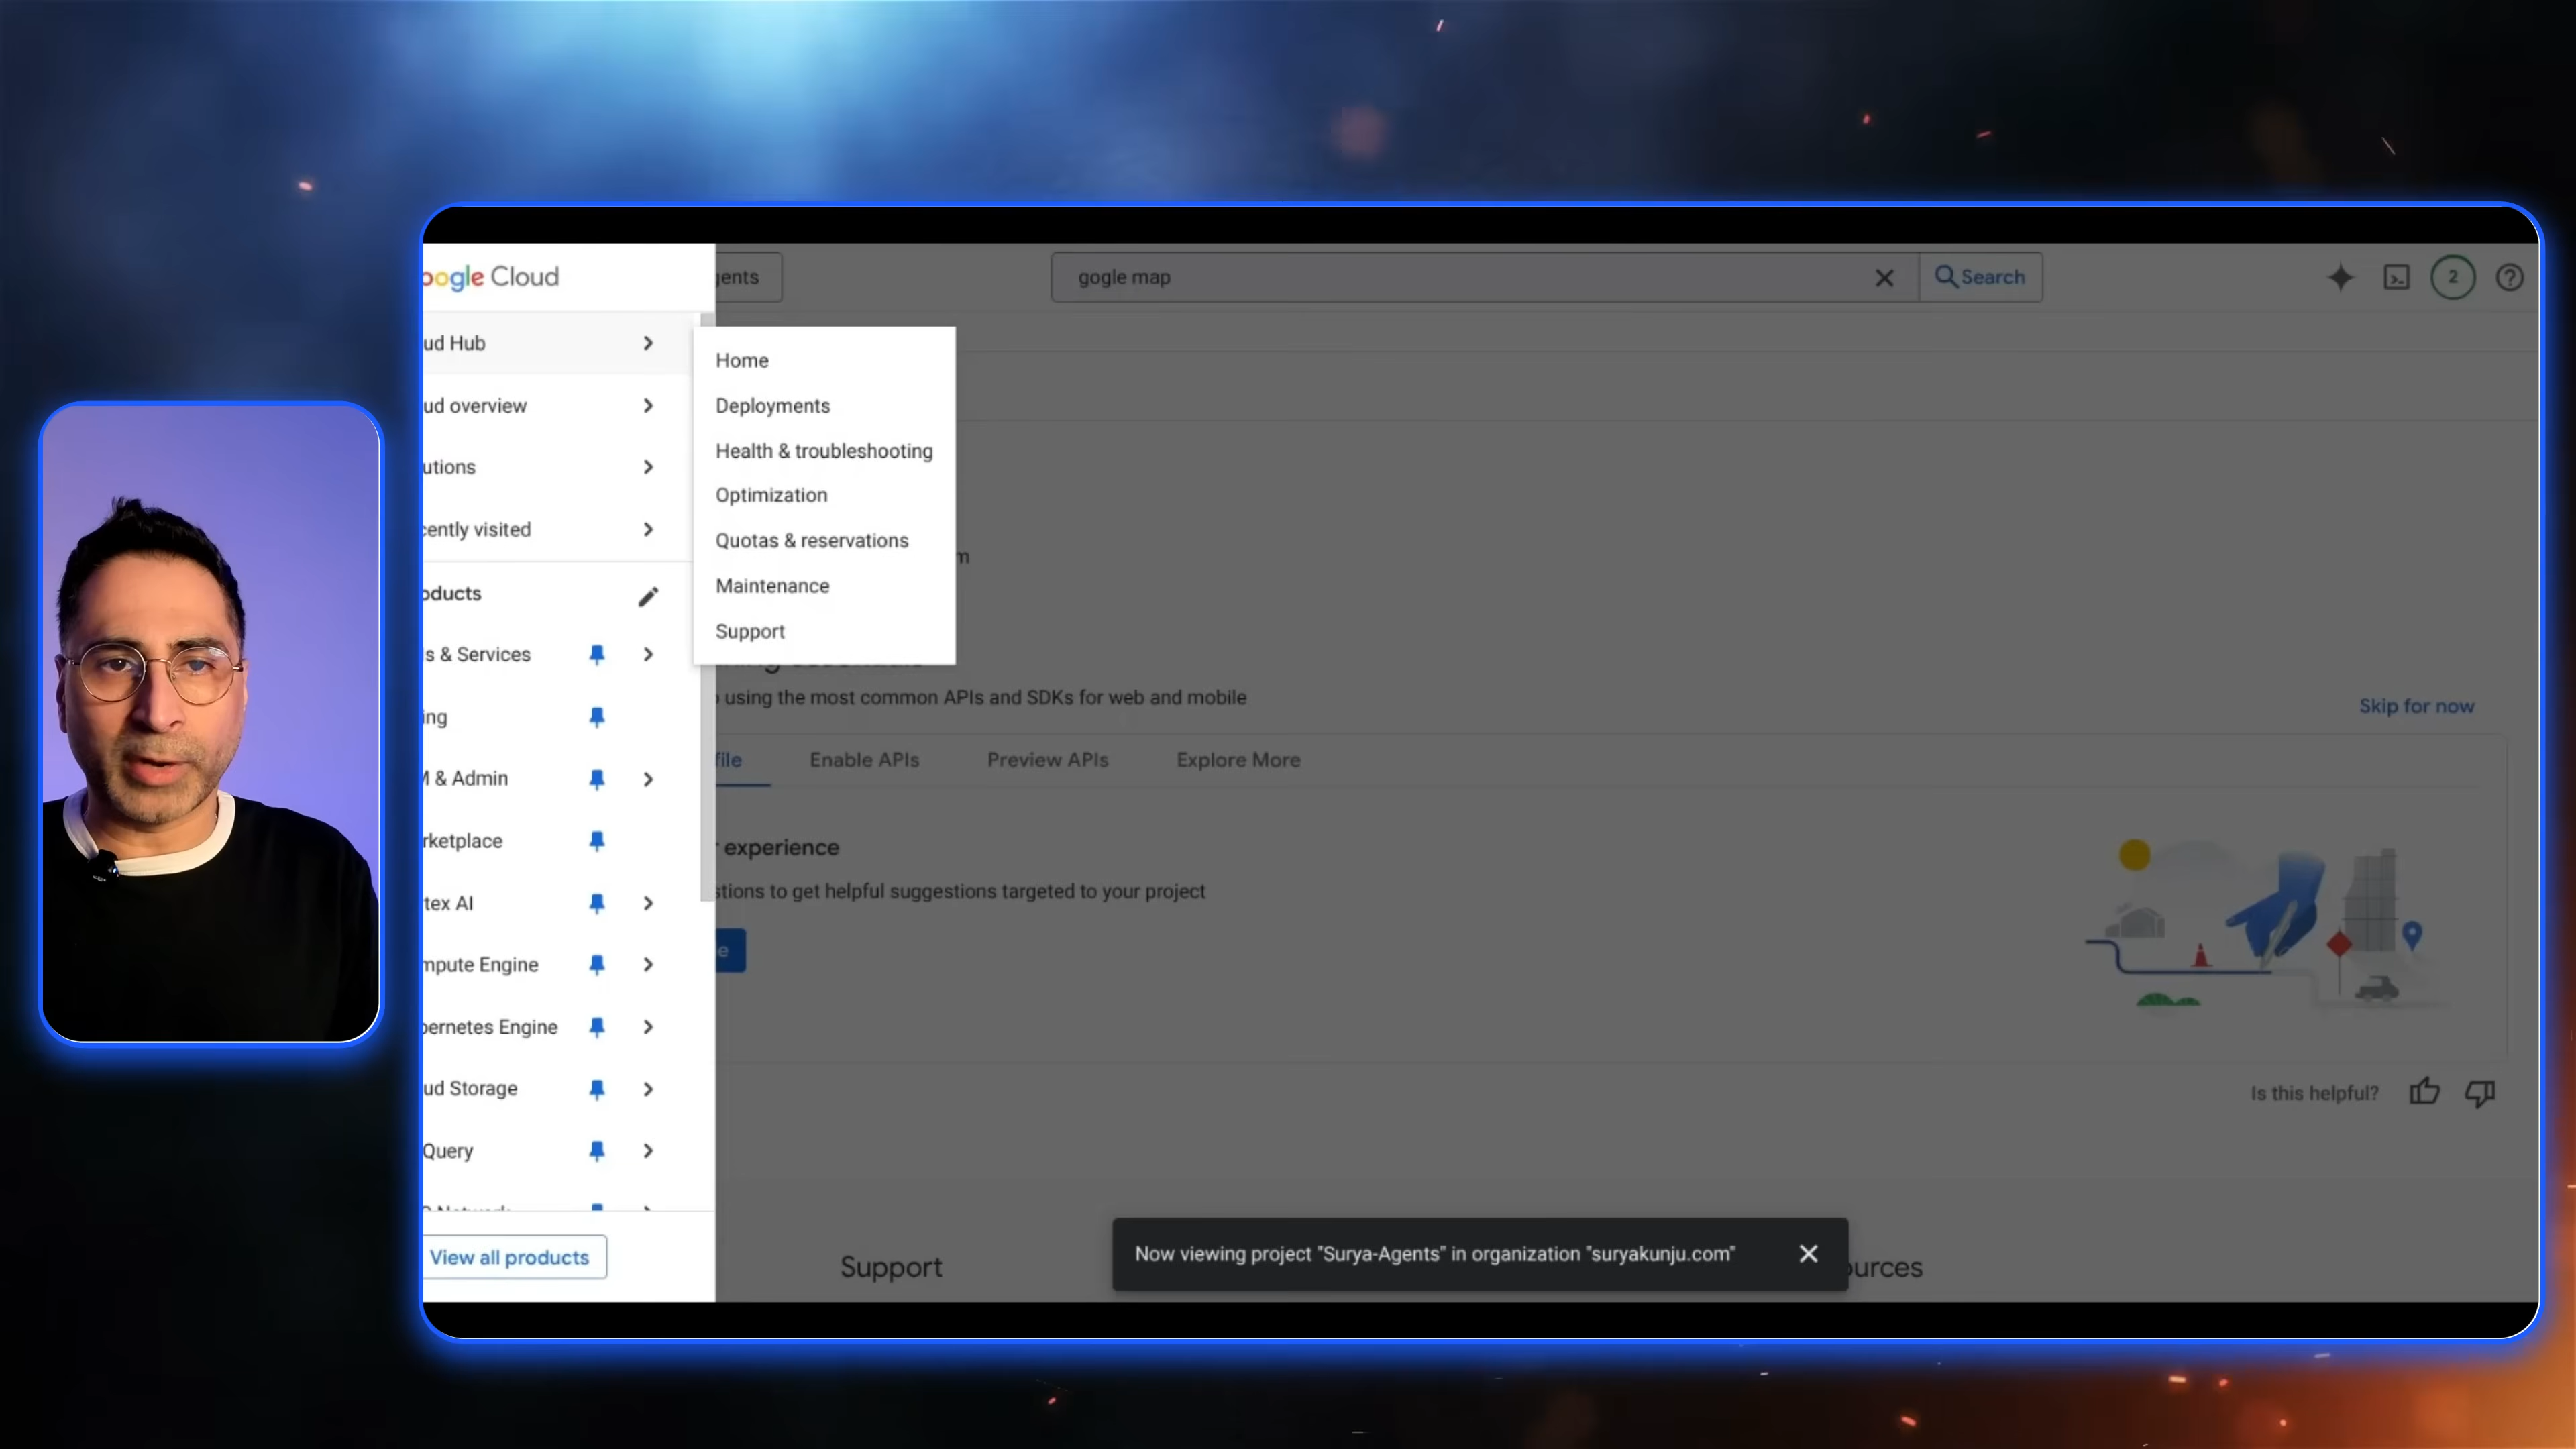 oogle Cloud
gents
gogle map
Search
2
ud Hub
ud overview
utions
cently visited
oducts
s & Services
ing
M & Admin
rketplace
tex AI
mpute Engine
bernetes Engine
ud Storage
Query
View all products
Home
Deployments
Health & troubleshooting
Optimization
Quotas & reservations
Maintenance
Support
m
using the most common APIs and SDKs for web and mobile
Skip for now
file
Enable APIs
Preview APIs
Explore More
r experience
stions to get helpful suggestions targeted to your project
e
Is this helpful?
Support
Now viewing project "Surya-Agents" in organization "suryakunju.com"
ources